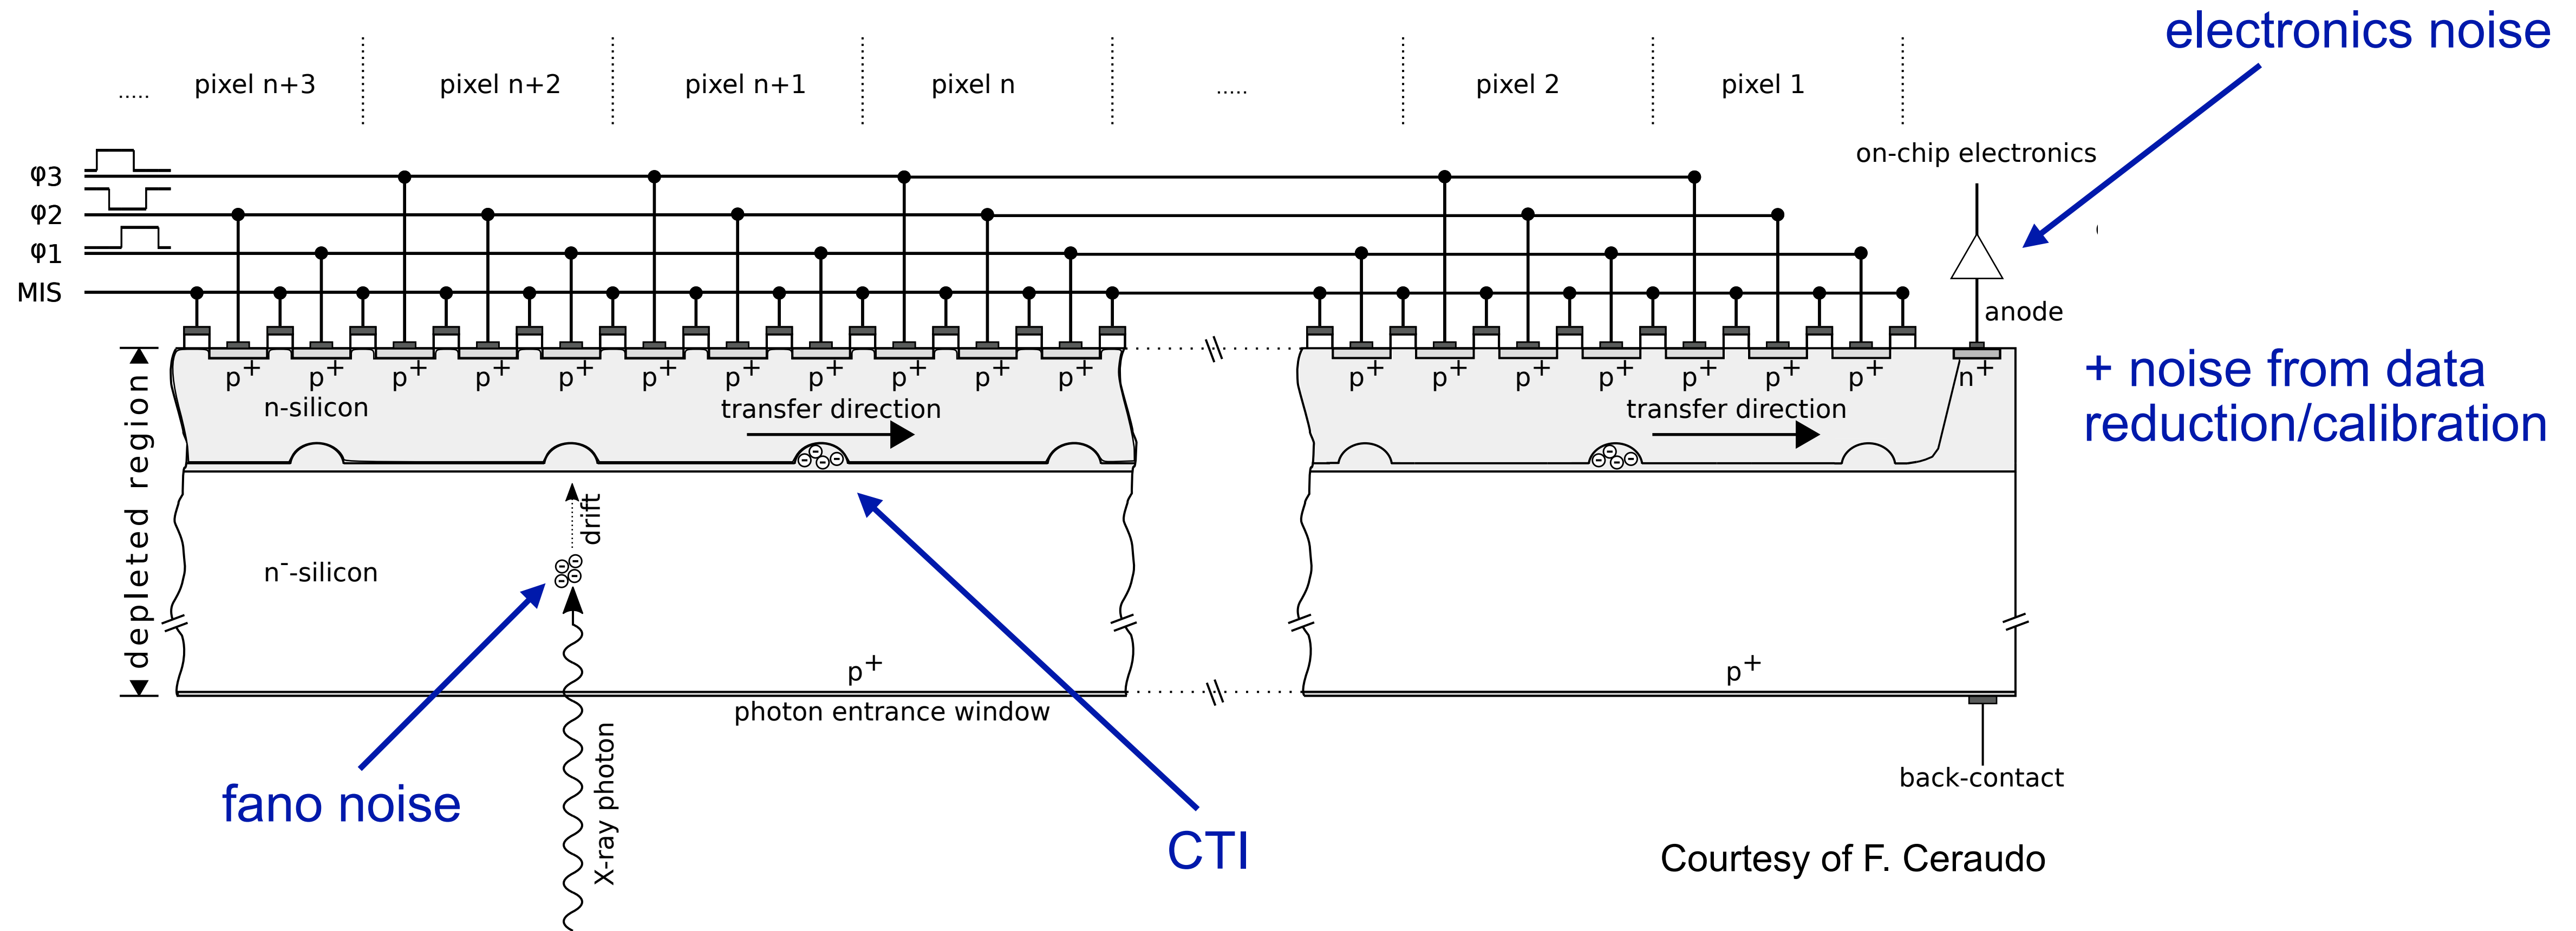 electronics noise
..... pixel n+3 pixel n+2 pixel n+1 pixel n ..... pixel 2 pixel 1
on-chip electronics
φ3
φ2
φ1
MIS
anode
p+ p+ p+ p+ p+ p+ p+ p+ p+ p+ p+ p+ p+ p+ p+ p+ p+ p+ n+
n-silicon
transfer direction
transfer direction
+ noise from data
reduction/calibration
depleted region
drift
n⁻-silicon
p+
p+
photon entrance window
X-ray photon
back-contact
fano noise
CTI
Courtesy of F. Ceraudo